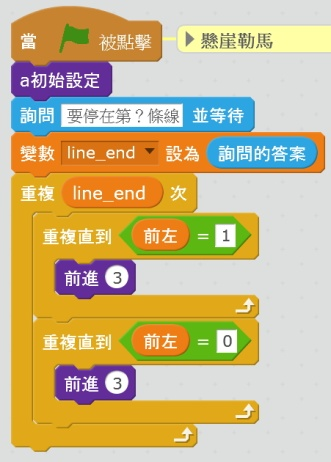 當 被點擊
▶ 懸崖勒馬
a初始設定
詢問 要停在第？條線 並等待
變數 line_end ▼ 設為 詢問的答案
重複 line_end 次
重複直到 前左 = 1
前進 3
重複直到 前左 = 0
前進 3